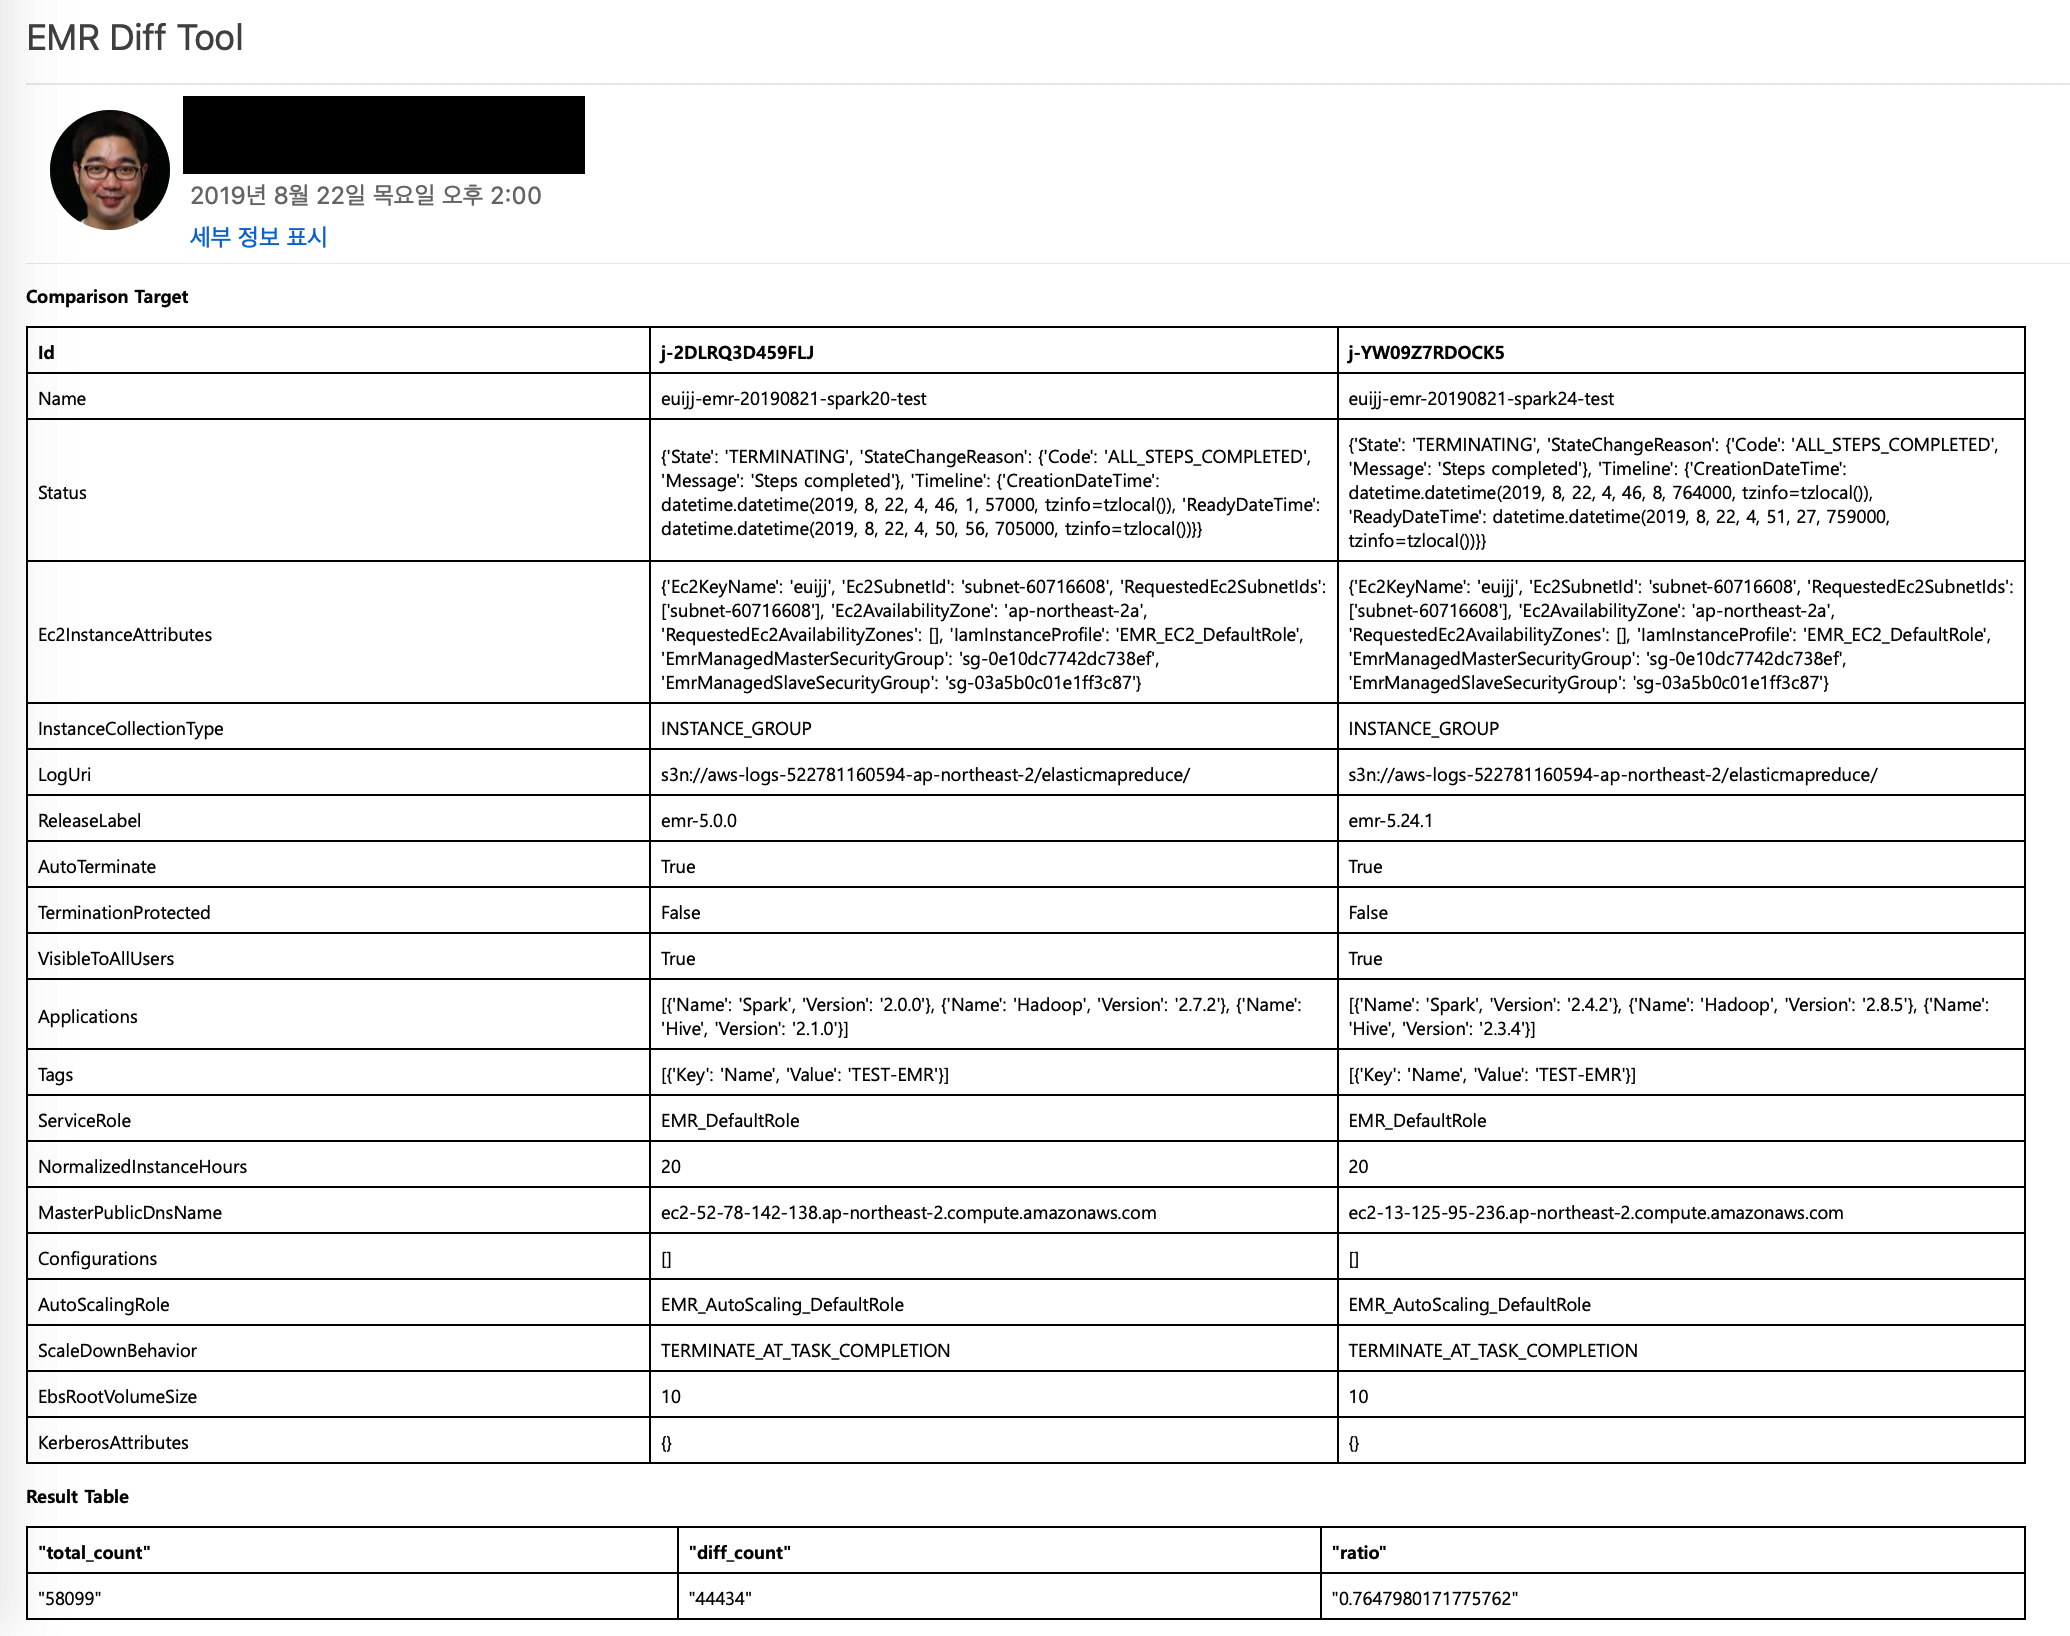 EMR Diff Tool
2019년 8월 22일 목요일 오후 2:00
세부 정보 표시
Comparison Target
Id j-2DLRQ3D459FLJ j-YW09Z7RDOCK5
Name euijj-emr-20190821-spark20-test euijj-emr-20190821-spark24-test
Status
{'State': 'TERMINATING', 'StateChangeReason': {'Code': 'ALL_STEPS_COMPLETED',
'Message': 'Steps completed'}, 'Timeline': {'CreationDateTime':
datetime.datetime(2019, 8, 22, 4, 46, 1, 57000, tzinfo=tzlocal()), 'ReadyDateTime':
datetime.datetime(2019, 8, 22, 4, 50, 56, 705000, tzinfo=tzlocal())}}
{'State': 'TERMINATING', 'StateChangeReason': {'Code': 'ALL_STEPS_COMPLETED',
'Message': 'Steps completed'}, 'Timeline': {'CreationDateTime':
datetime.datetime(2019, 8, 22, 4, 46, 8, 764000, tzinfo=tzlocal()),
'ReadyDateTime': datetime.datetime(2019, 8, 22, 4, 51, 27, 759000,
tzinfo=tzlocal())}}
Ec2InstanceAttributes
{'Ec2KeyName': 'euijj', 'Ec2SubnetId': 'subnet-60716608', 'RequestedEc2SubnetIds':
['subnet-60716608'], 'Ec2AvailabilityZone': 'ap-northeast-2a',
'RequestedEc2AvailabilityZones': [], 'IamInstanceProfile': 'EMR_EC2_DefaultRole',
'EmrManagedMasterSecurityGroup': 'sg-0e10dc7742dc738ef',
'EmrManagedSlaveSecurityGroup': 'sg-03a5b0c01e1ff3c87'}
{'Ec2KeyName': 'euijj', 'Ec2SubnetId': 'subnet-60716608', 'RequestedEc2SubnetIds':
['subnet-60716608'], 'Ec2AvailabilityZone': 'ap-northeast-2a',
'RequestedEc2AvailabilityZones': [], 'IamInstanceProfile': 'EMR_EC2_DefaultRole',
'EmrManagedMasterSecurityGroup': 'sg-0e10dc7742dc738ef',
'EmrManagedSlaveSecurityGroup': 'sg-03a5b0c01e1ff3c87'}
InstanceCollectionType INSTANCE_GROUP INSTANCE_GROUP
LogUri s3n://aws-logs-522781160594-ap-northeast-2/elasticmapreduce/ s3n://aws-logs-522781160594-ap-northeast-2/elasticmapreduce/
ReleaseLabel emr-5.0.0 emr-5.24.1
AutoTerminate True True
TerminationProtected False False
VisibleToAllUsers True True
Applications
[{'Name': 'Spark', 'Version': '2.0.0'}, {'Name': 'Hadoop', 'Version': '2.7.2'}, {'Name':
'Hive', 'Version': '2.1.0'}]
[{'Name': 'Spark', 'Version': '2.4.2'}, {'Name': 'Hadoop', 'Version': '2.8.5'}, {'Name':
'Hive', 'Version': '2.3.4'}]
Tags [{'Key': 'Name', 'Value': 'TEST-EMR'}] [{'Key': 'Name', 'Value': 'TEST-EMR'}]
ServiceRole EMR_DefaultRole EMR_DefaultRole
NormalizedInstanceHours 20 20
MasterPublicDnsName ec2-52-78-142-138.ap-northeast-2.compute.amazonaws.com ec2-13-125-95-236.ap-northeast-2.compute.amazonaws.com
Configurations [] []
AutoScalingRole EMR_AutoScaling_DefaultRole EMR_AutoScaling_DefaultRole
ScaleDownBehavior TERMINATE_AT_TASK_COMPLETION TERMINATE_AT_TASK_COMPLETION
EbsRootVolumeSize 10 10
KerberosAttributes {} {}
Result Table
"total_count" "diff_count" "ratio"
"58099" "44434" "0.7647980171775762"